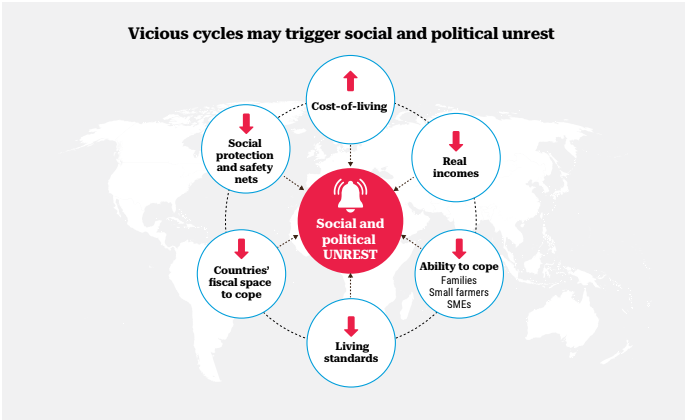 Vicious cycles may trigger social and political unrest
Cost-of-living
Social
protection
and safety
nets
Real
incomes
Social and
political
UNREST
Countries'
fiscal space
to cope
Ability to cope
Families
Small farmers
SMEs
Living
standards